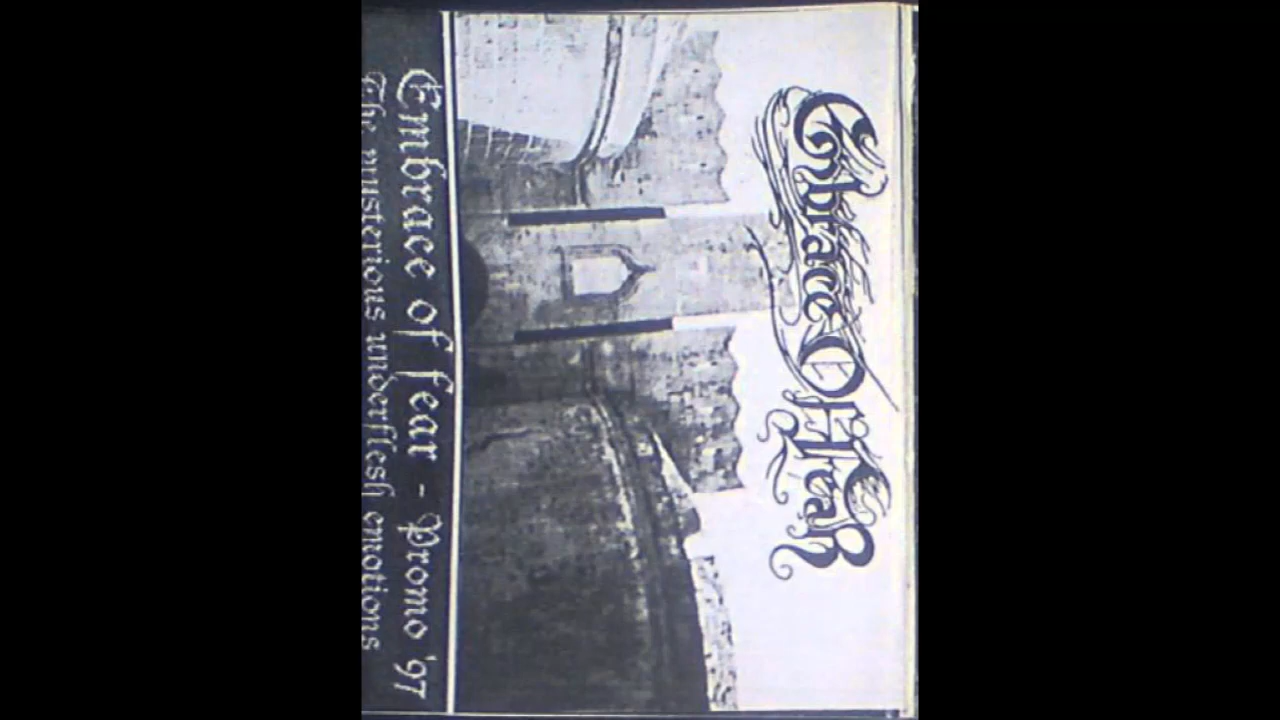 Embrace Of Fear
Embrace of fear - Promo '97
The mysterious underflesh emotions